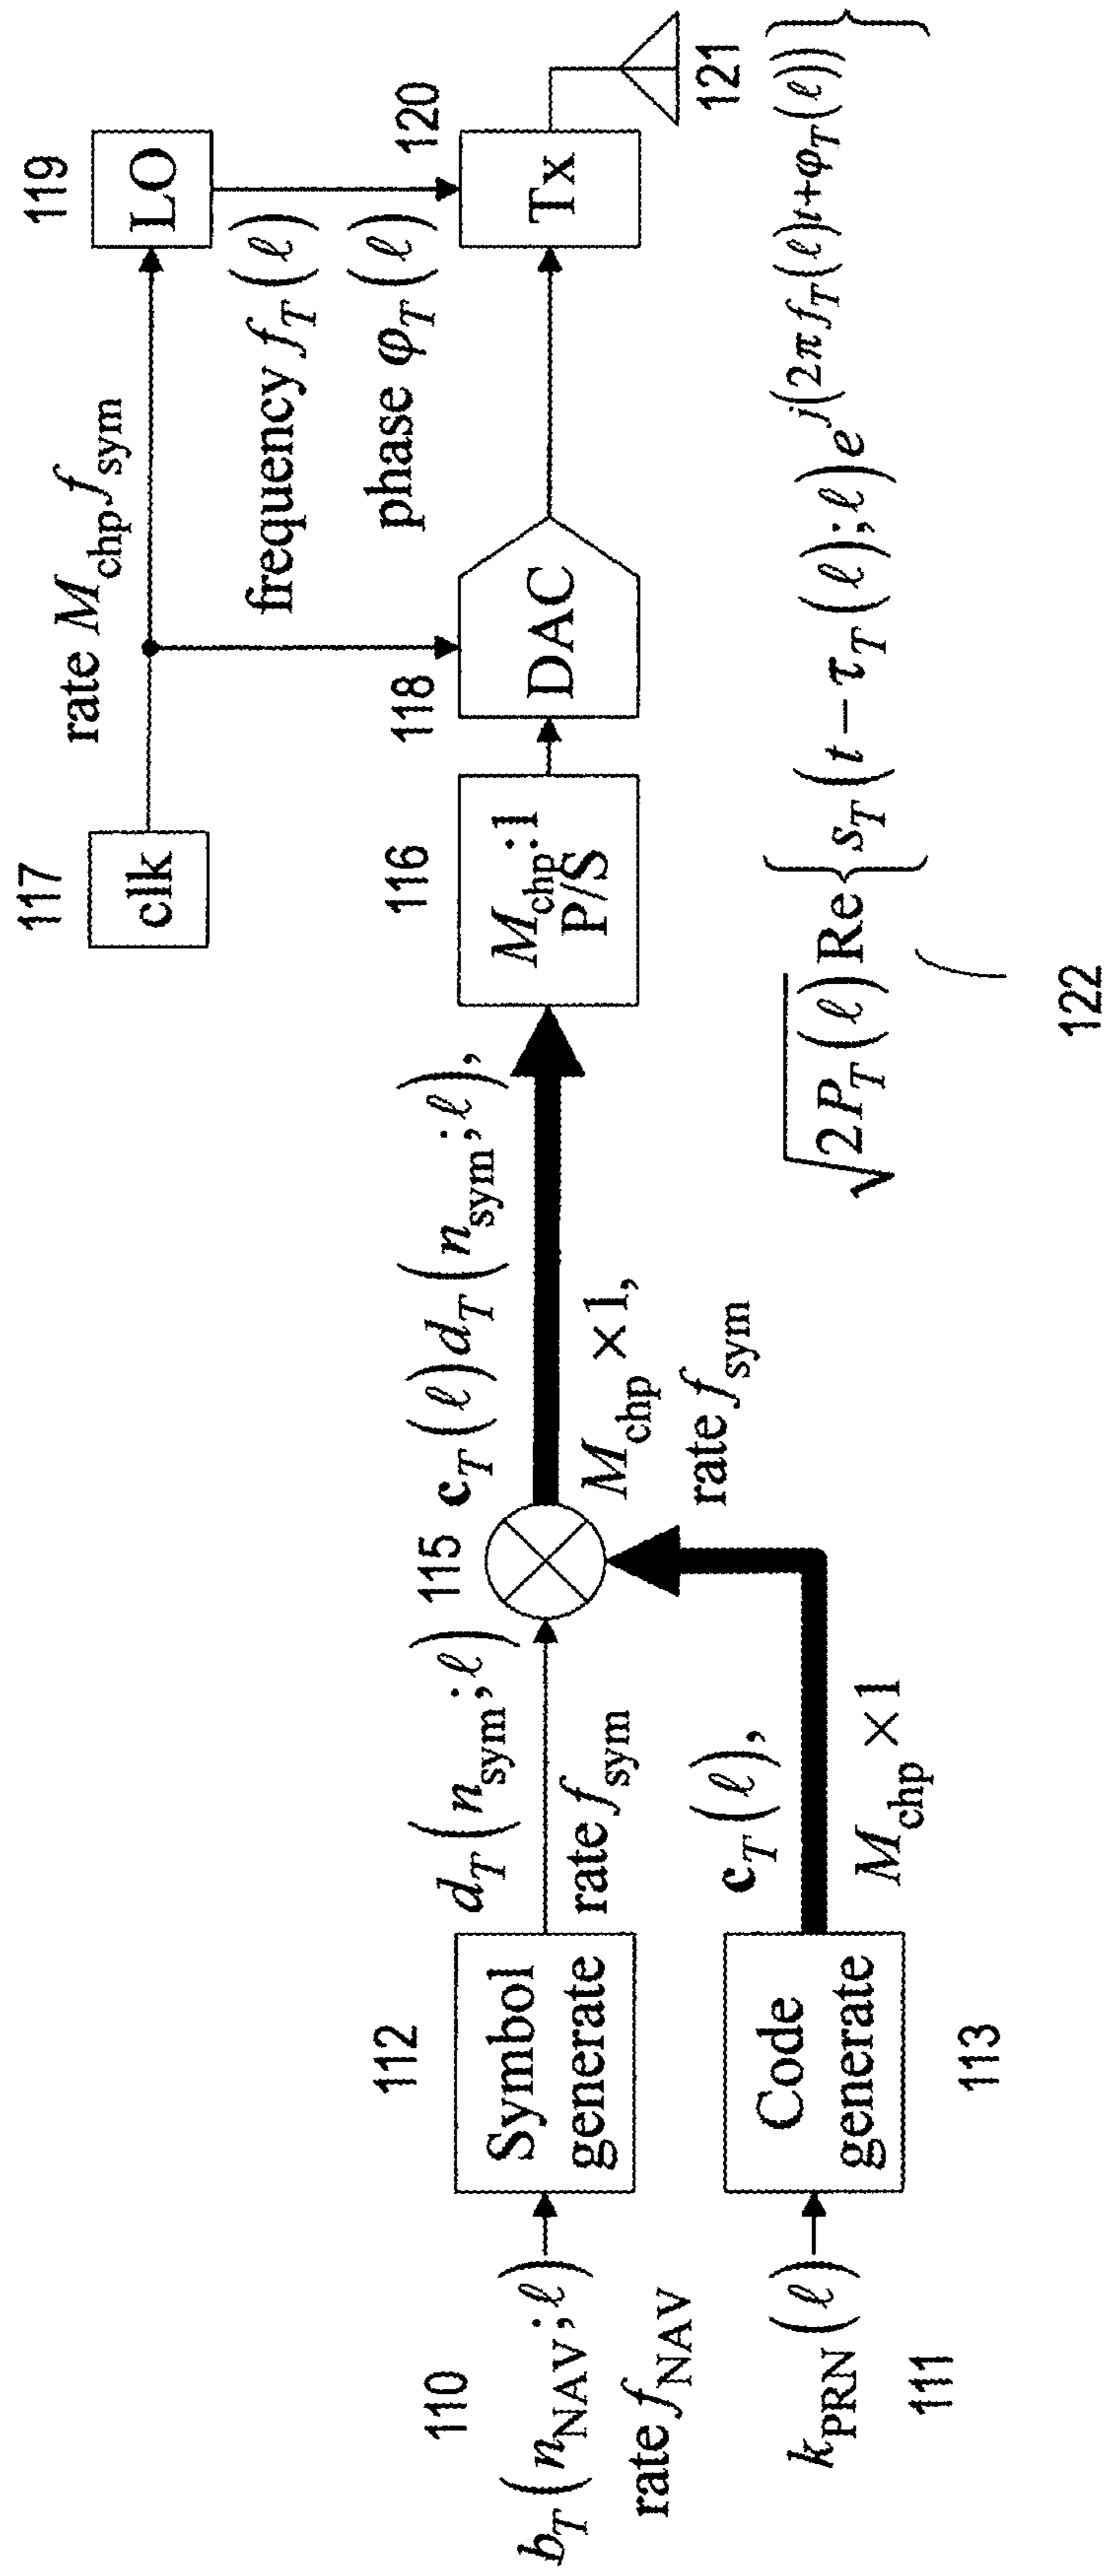 110
b_T(n_NAV;ℓ)
rate f_NAV
k_PRN(ℓ)
111
112
Symbol
generate
Code
generate
113
d_T(n_sym;ℓ)
rate f_sym
c_T(ℓ),
M_chp×1
115
c_T(ℓ)d_T(n_sym;ℓ),
M_chp×1,
rate f_sym
116
M_chp:1
P/S
117
clk
rate M_chp f_sym
118
DAC
119
LO
frequency f_T(ℓ)
phase φ_T(ℓ)
120
Tx
121
√2P_T(ℓ) Re{s_T(t−τ_T(ℓ);ℓ)e^j(2πf_T(ℓ)t+φ_T(ℓ))}
122